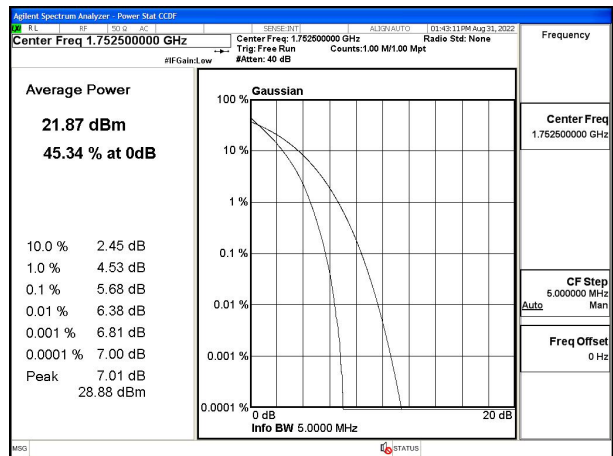 Agilent Spectrum Analyzer - Power Stat CCDF
RL RF 50 Ω AC SENSE:INT ALIGN AUTO 01:43:11 PM Aug 31, 2022
Center Freq 1.752500000 GHz
Center Freq: 1.752500000 GHz Radio Std: None
Trig: Free Run Counts:1.00 M/1.00 Mpt
#IFGain:Low #Atten: 40 dB
Frequency
Average Power
21.87 dBm
45.34 % at 0dB
10.0 % 2.45 dB
1.0 % 4.53 dB
0.1 % 5.68 dB
0.01 % 6.38 dB
0.001 % 6.81 dB
0.0001 % 7.00 dB
Peak 7.01 dB
28.88 dBm
Gaussian
100 %
10 %
1 %
0.1 %
0.01 %
0.001 %
0.0001 %
0 dB 20 dB
Info BW 5.0000 MHz
Center Freq
1.752500000 GHz
CF Step
5.000000 MHz
Auto Man
Freq Offset
0 Hz
MSG STATUS